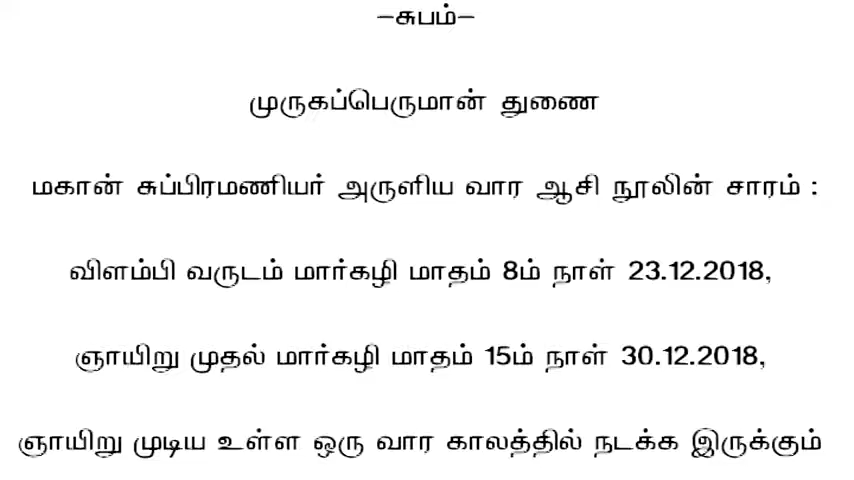 -சுபம்-
முருகப்பெருமான் துணை
மகான் சுப்பிரமணியர் அருளிய வார ஆசி நூலின் சாரம் :
விளம்பி வருடம் மார்கழி மாதம் 8ம் நாள் 23.12.2018,
ஞாயிறு முதல் மார்கழி மாதம் 15ம் நாள் 30.12.2018,
ஞாயிறு முடிய உள்ள ஒரு வார காலத்தில் நடக்க இருக்கும்